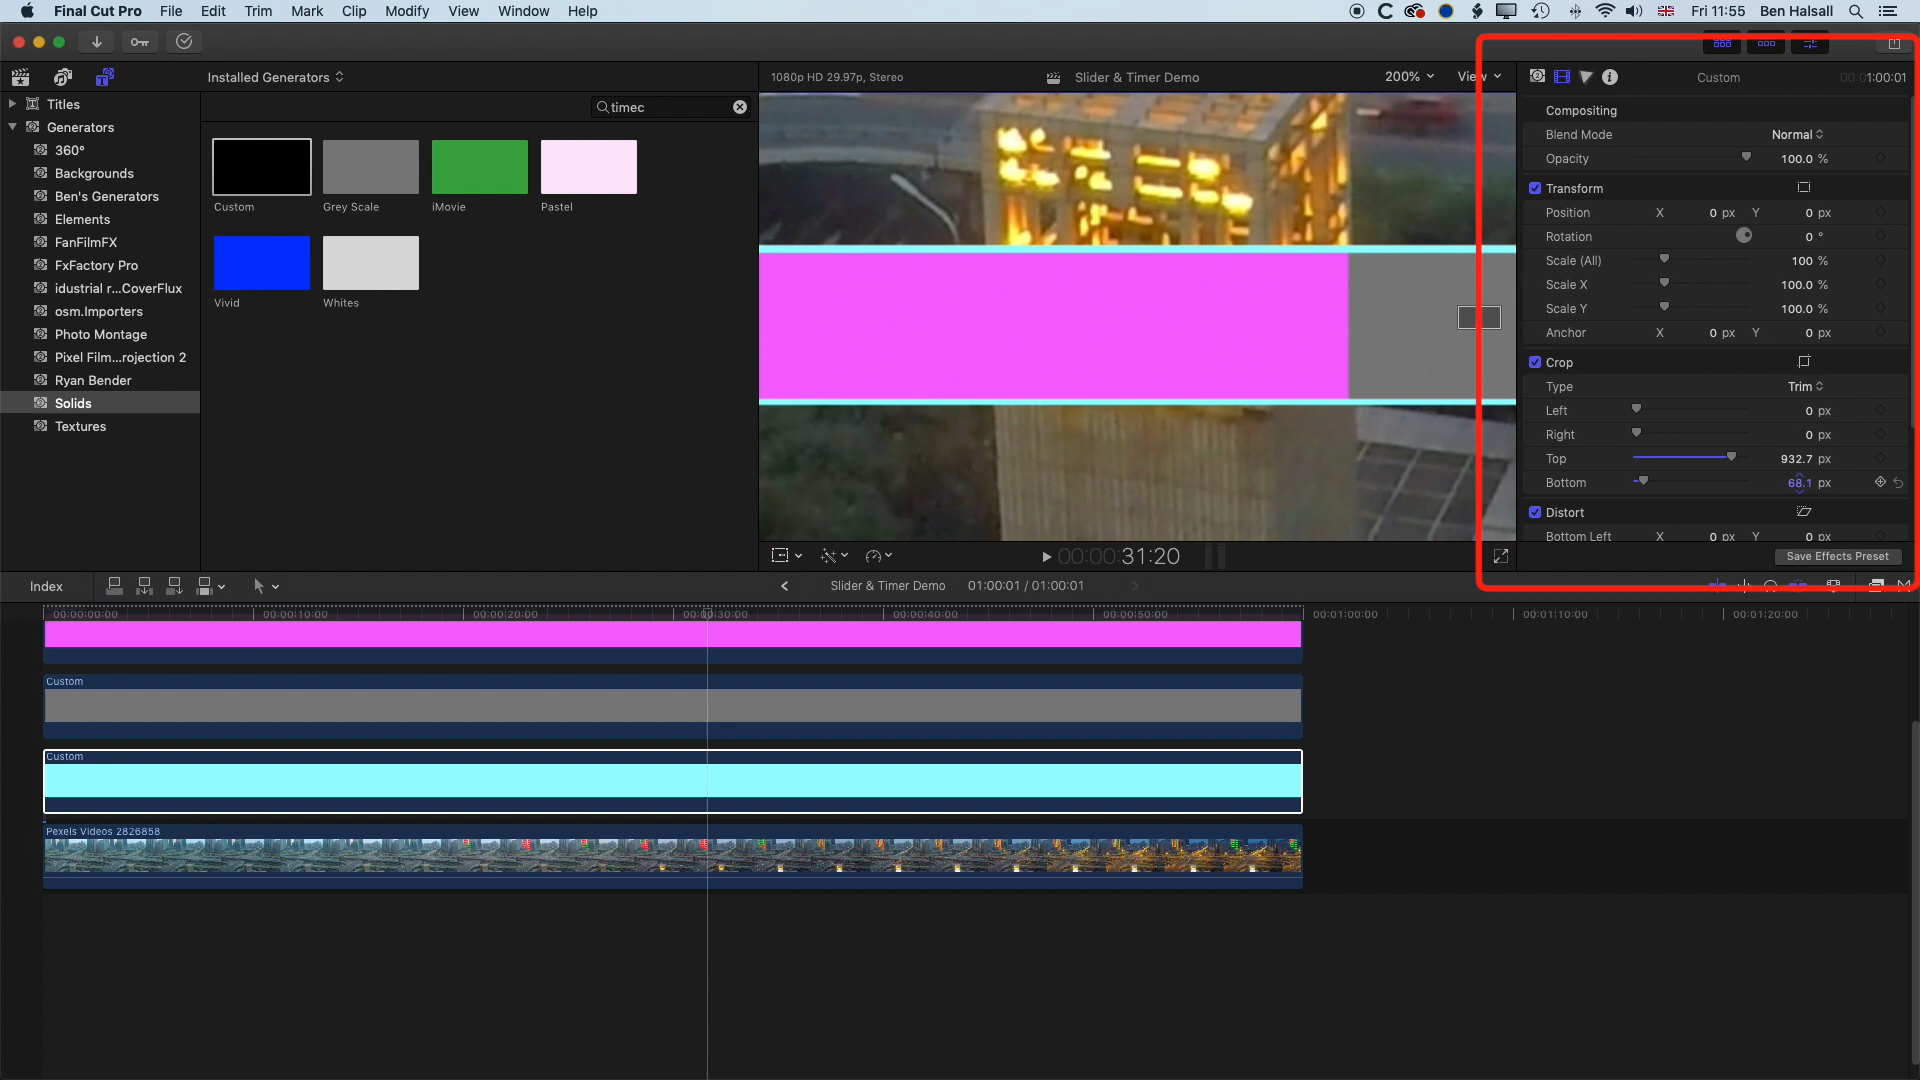 Final Cut Pro File Edit Trim Mark Clip Modify View Window Help Fri 11:55 Ben Halsall
Installed Generators
1080p HD 29.97p, Stereo
Slider & Timer Demo
200%
View
Custom
00:01:00:01
timec
Titles
Generators
360°
Backgrounds
Ben's Generators
Elements
FanFilmFX
FxFactory Pro
idustrial r...CoverFlux
osm.Importers
Photo Montage
Pixel Film...rojection 2
Ryan Bender
Solids
Textures
Custom
Grey Scale
iMovie
Pastel
Vivid
Whites
Compositing
Blend Mode Normal
Opacity 100.0 %
Transform
Position X 0 px Y 0 px
Rotation 0 °
Scale (All) 100 %
Scale X 100.0 %
Scale Y 100.0 %
Anchor X 0 px Y 0 px
Crop
Type Trim
Left 0 px
Right 0 px
Top 932.7 px
Bottom 68.1 px
Distort
Bottom Left X 0 px Y 0 px
Save Effects Preset
00:00:31:20
Index
Slider & Timer Demo
01:00:01 / 01:00:01
00:00:00:00 00:00:10:00 00:00:20:00 00:00:30:00 00:00:40:00 00:00:50:00 00:01:00:00 00:01:10:00 00:01:20:00
Custom
Custom
Pexels Videos 2826858